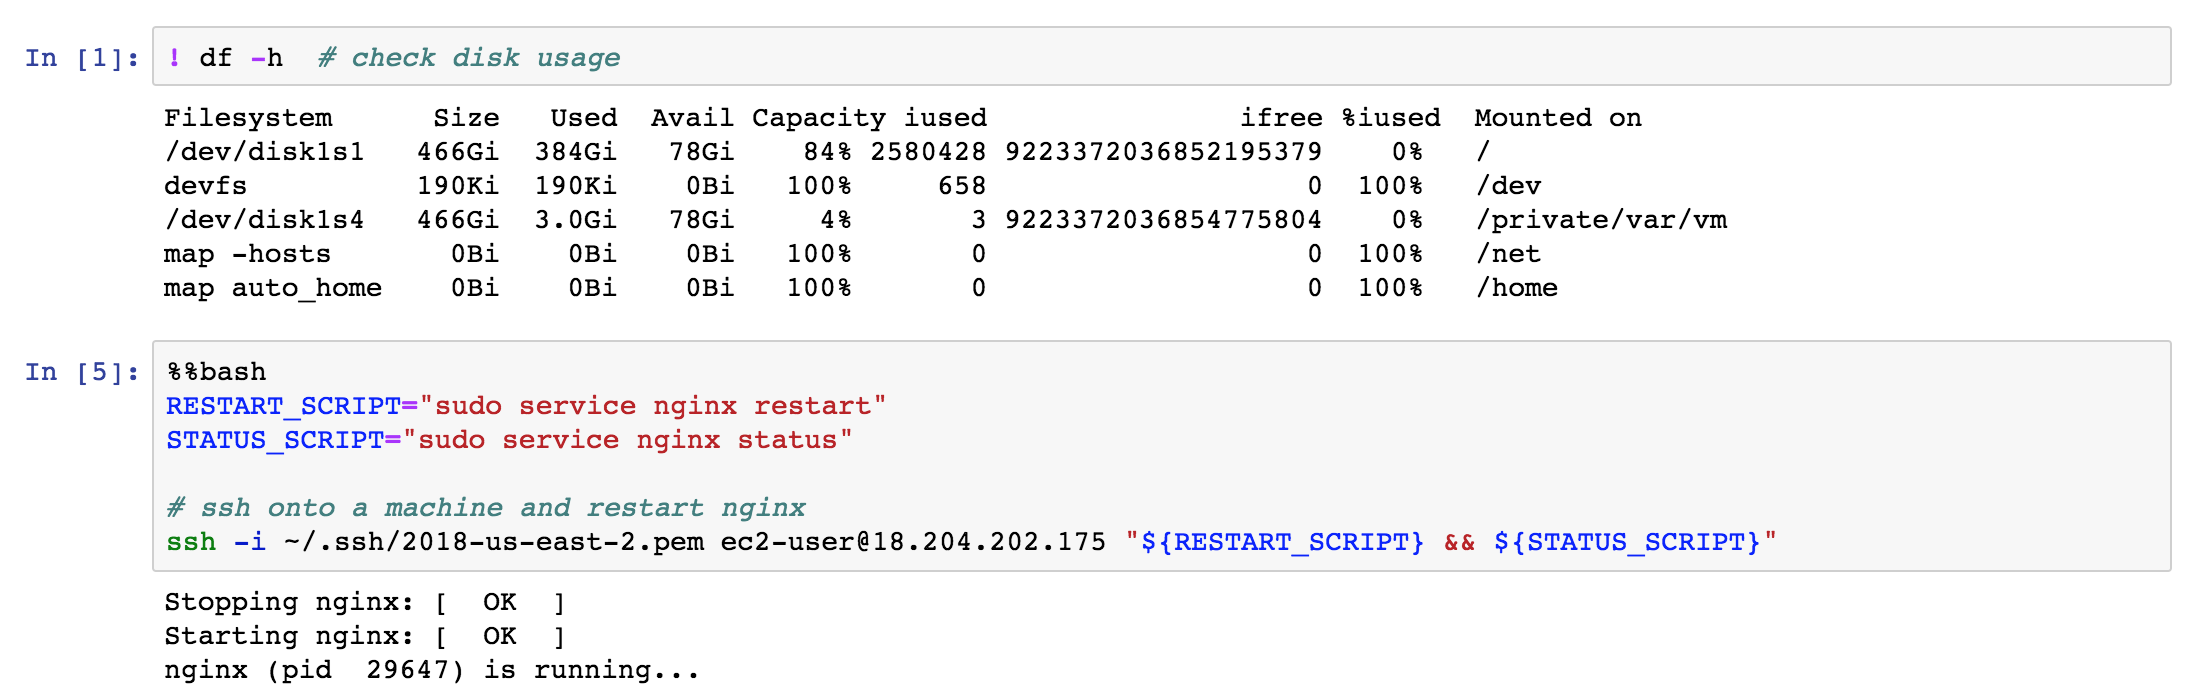 In [1]: ! df -h  # check disk usage
Filesystem      Size   Used  Avail Capacity iused               ifree %iused  Mounted on
/dev/disk1s1   466Gi  384Gi   78Gi    84% 2580428 9223372036852195379    0%   /
devfs          190Ki  190Ki    0Bi   100%     658                   0  100%   /dev
/dev/disk1s4   466Gi  3.0Gi   78Gi     4%       3 9223372036854775804    0%   /private/var/vm
map -hosts       0Bi    0Bi    0Bi   100%       0                   0  100%   /net
map auto_home    0Bi    0Bi    0Bi   100%       0                   0  100%   /home
In [5]: %%bash
RESTART_SCRIPT="sudo service nginx restart"
STATUS_SCRIPT="sudo service nginx status"
# ssh onto a machine and restart nginx
ssh -i ~/.ssh/2018-us-east-2.pem ec2-user@18.204.202.175 "${RESTART_SCRIPT} && ${STATUS_SCRIPT}"
Stopping nginx: [  OK  ]
Starting nginx: [  OK  ]
nginx (pid  29647) is running...